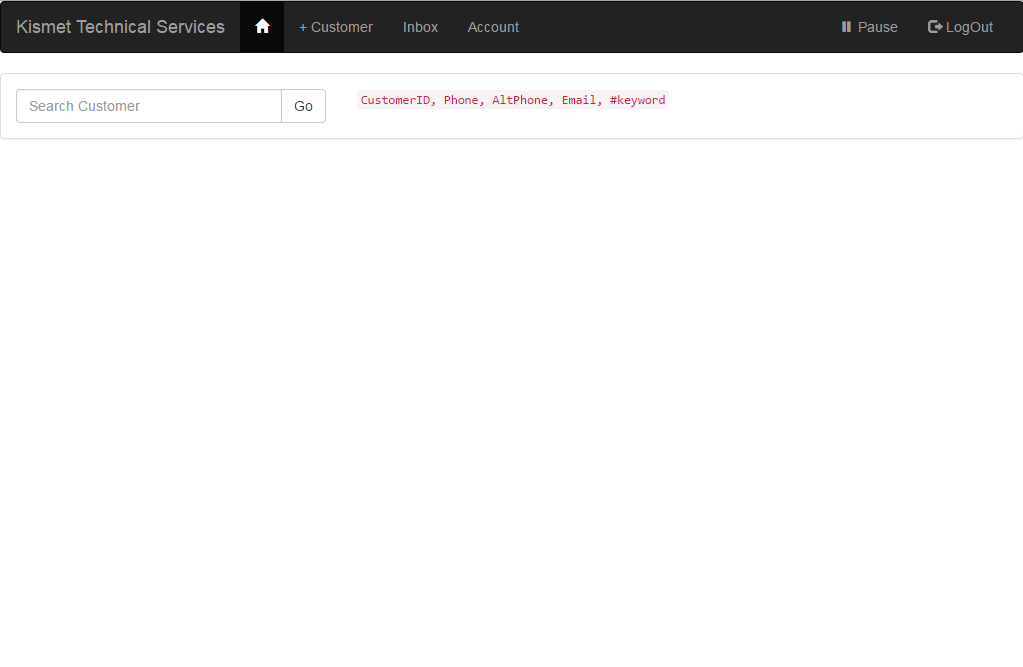 Kismet Technical Services + Customer Inbox Account Pause LogOut
Search Customer Go CustomerID, Phone, AltPhone, Email, #keyword